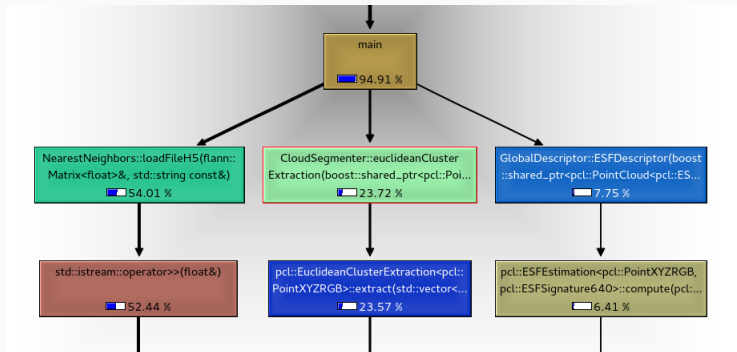 main
94.91 %
NearestNeighbors::loadFileH5(flann::
Matrix<float>&, std::string const&)
54.01 %
CloudSegmenter::euclideanCluster
Extraction(boost::shared_ptr<pcl::Poi...
23.72 %
GlobalDescriptor::ESFDescriptor(boost
::shared_ptr<pcl::PointCloud<pcl::ES...
7.75 %
std::istream::operator>>(float&)
52.44 %
pcl::EuclideanClusterExtraction<pcl::
PointXYZRGB>::extract(std::vector<...
23.57 %
pcl::ESFEstimation<pcl::PointXYZRGB,
pcl::ESFSignature640>::compute(pcl:...
6.41 %